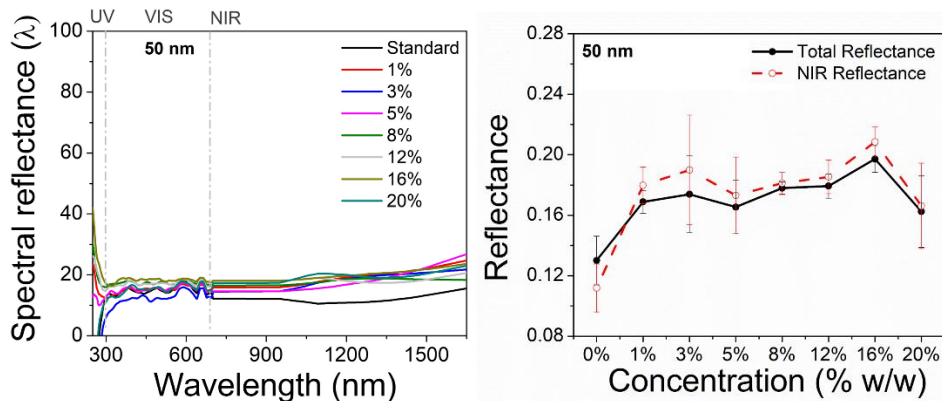 UV VIS NIR
100
80
60
40
20
0
Spectral reflectance (λ)
50 nm
Standard
1%
3%
5%
8%
12%
16%
20%
300 600 900 1200 1500
Wavelength (nm)
0.28
0.24
0.20
0.16
0.12
0.08
Reflectance
50 nm
Total Reflectance
NIR Reflectance
0% 1% 3% 5% 8% 12% 16% 20%
Concentration (% w/w)